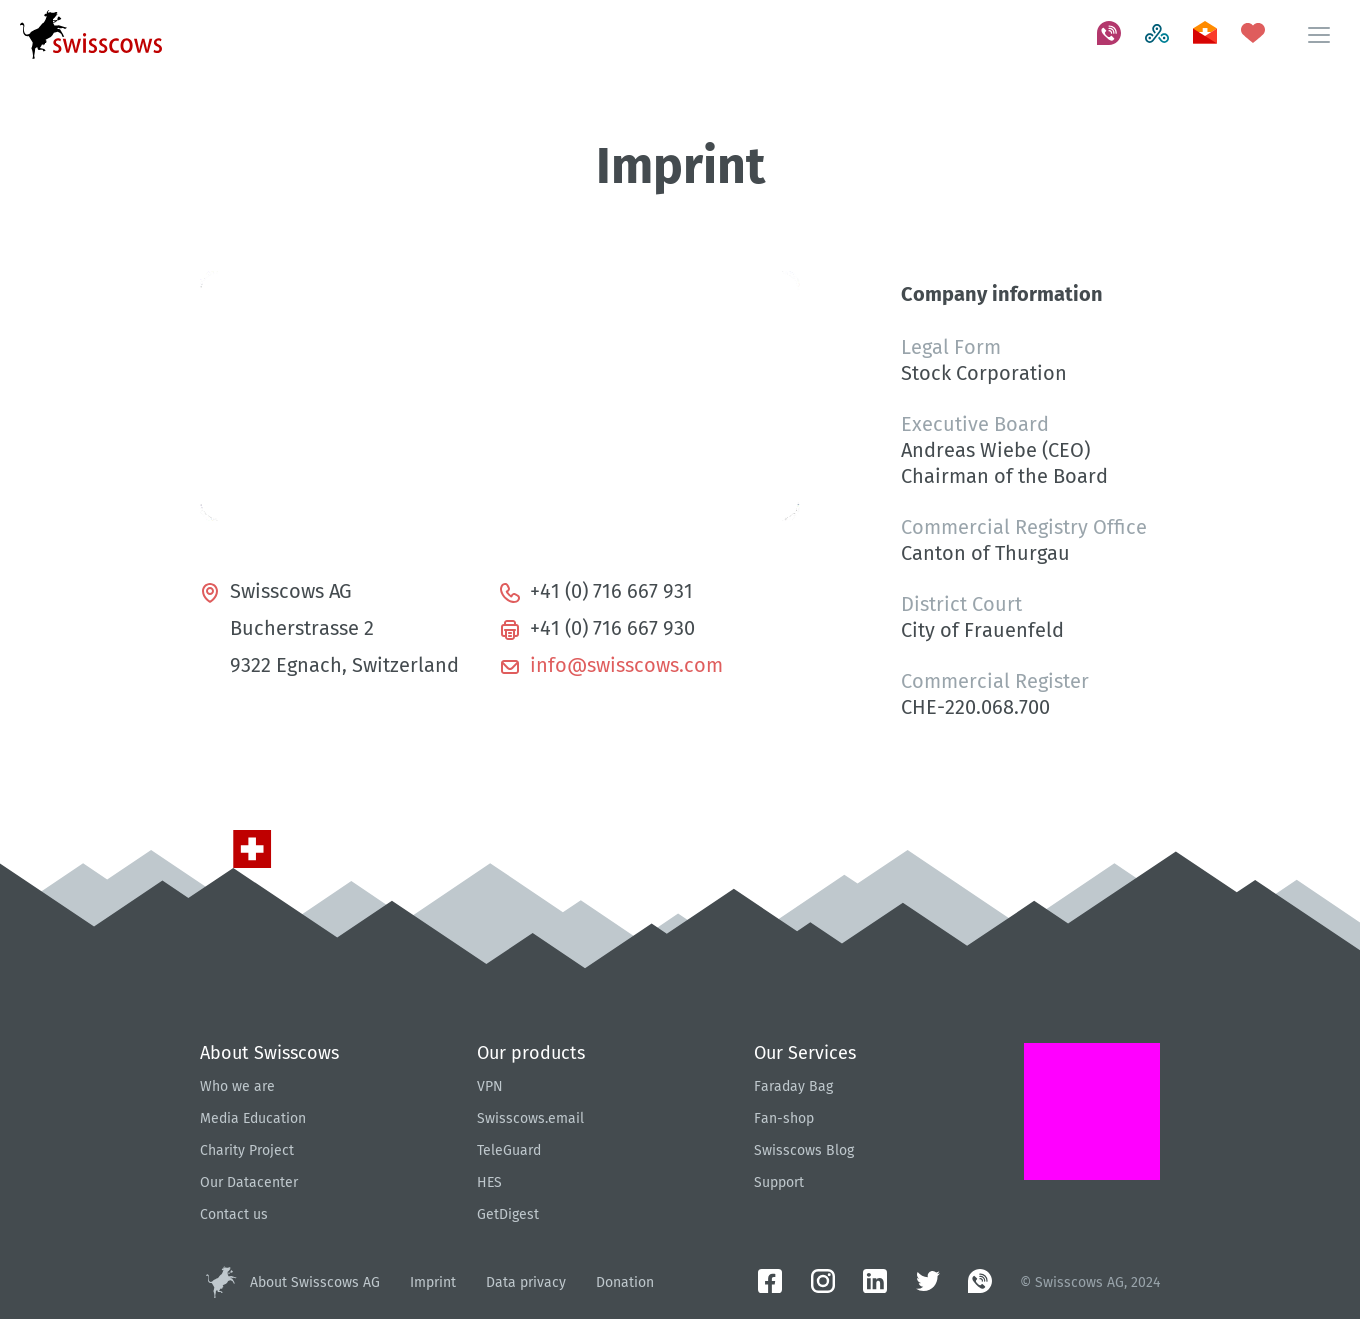 swisscows
Imprint
Swisscows AG
Bucherstrasse 2
9322 Egnach, Switzerland
+41 (0) 716 667 931
+41 (0) 716 667 930
info@swisscows.com
Company information
Legal Form
Stock Corporation
Executive Board
Andreas Wiebe (CEO)
Chairman of the Board
Commercial Registry Office
Canton of Thurgau
District Court
City of Frauenfeld
Commercial Register
CHE-220.068.700
About Swisscows
Who we are
Media Education
Charity Project
Our Datacenter
Contact us
Our products
VPN
Swisscows.email
TeleGuard
HES
GetDigest
Our Services
Faraday Bag
Fan-shop
Swisscows Blog
Support
About Swisscows AG
Imprint
Data privacy
Donation
© Swisscows AG, 2024